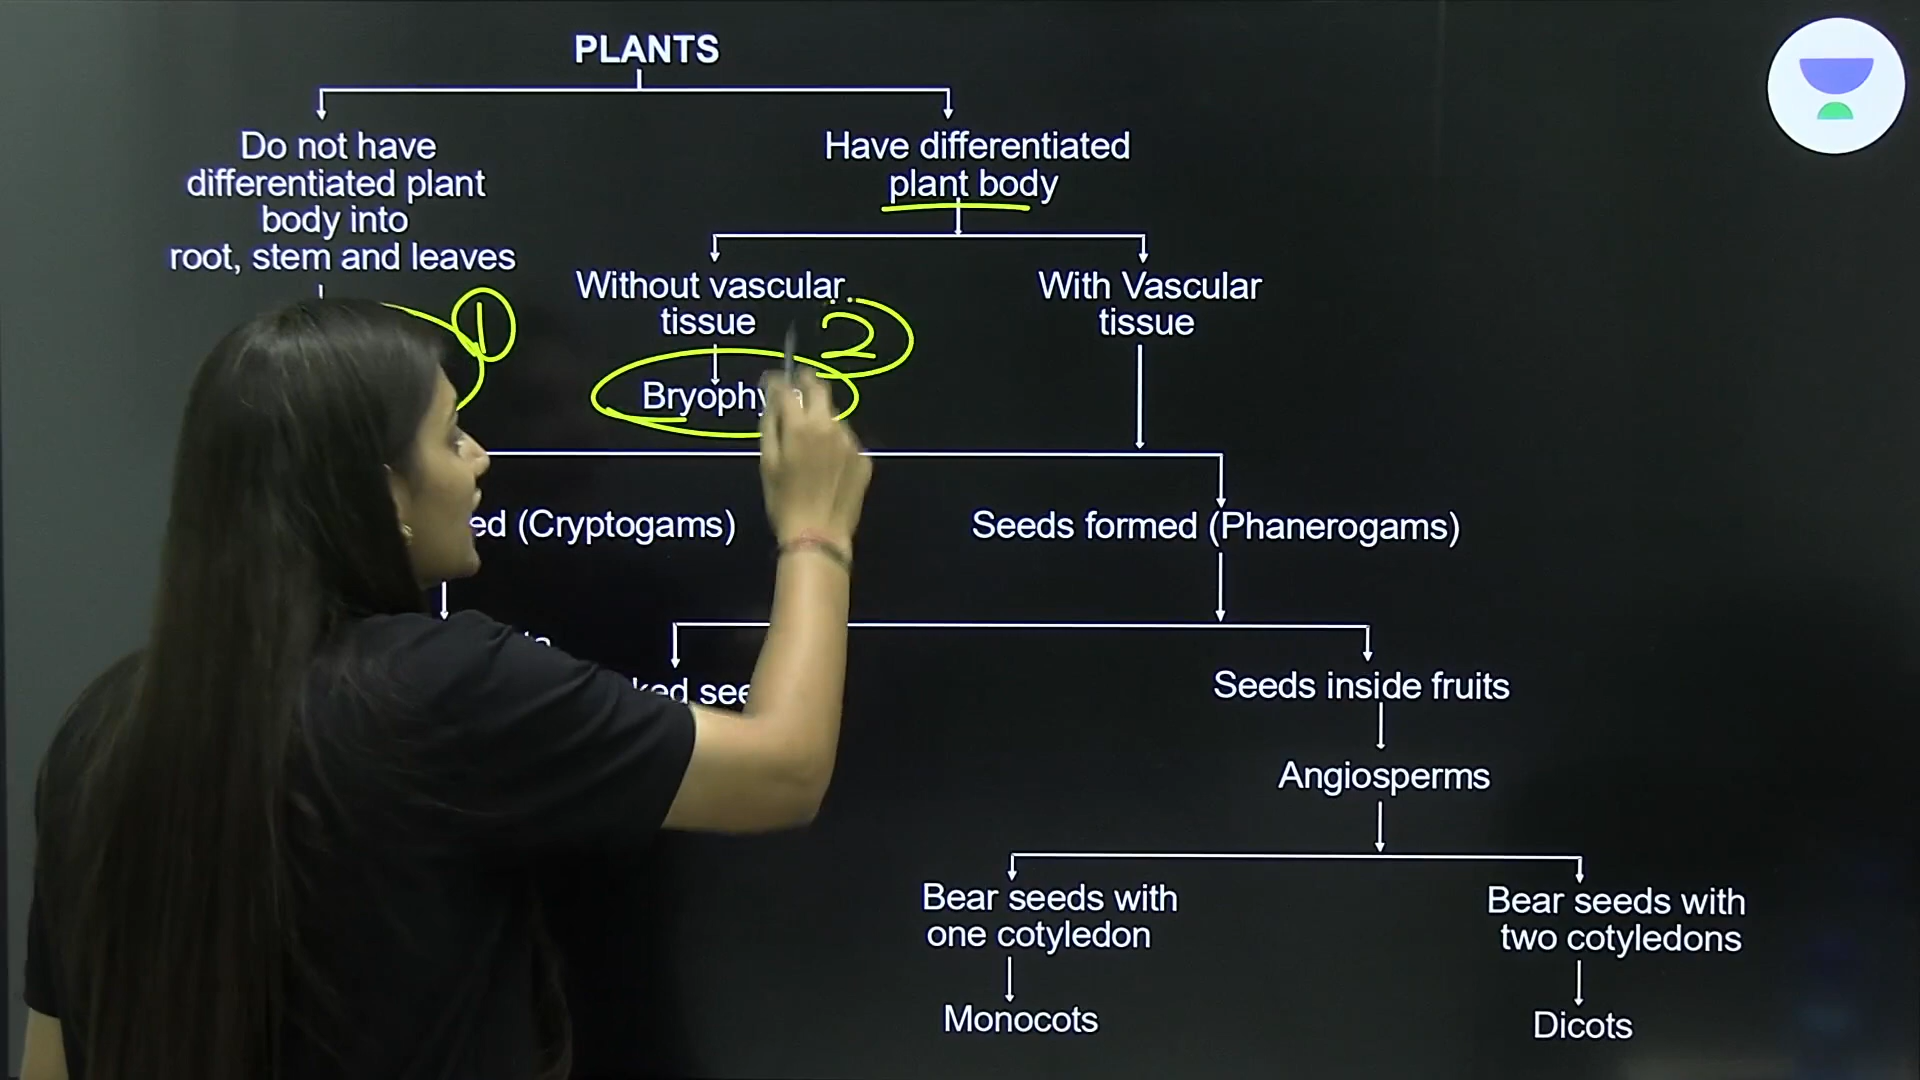 PLANTS
Do not have
differentiated plant
body into
root, stem and leaves
Have differentiated
plant body
1
Without vascular
tissue
2
With Vascular
tissue
(Cryptogams)
Seeds formed (Phanerogams)
Seeds inside fruits
Angiosperms
Bear seeds with
one cotyledon
Bear seeds with
two cotyledons
Monocots
Dicots